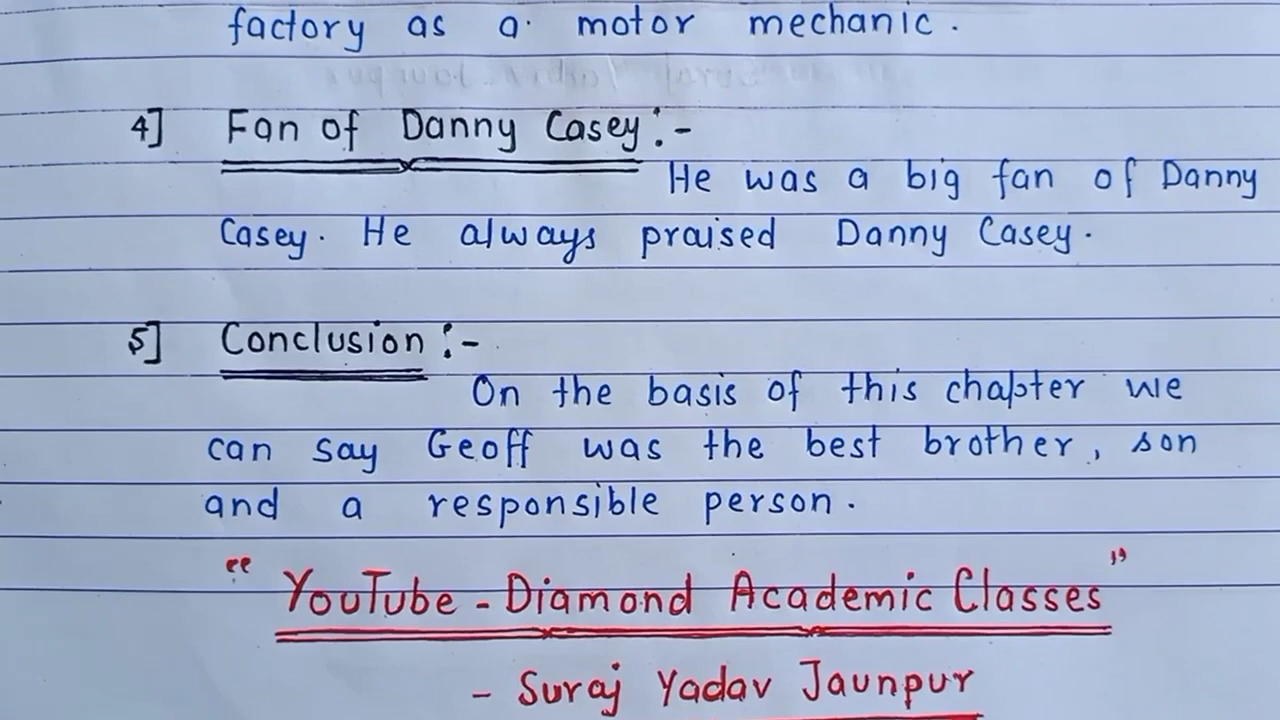 factory as a motor mechanic.
4] Fan of Danny Casey :-
He was a big fan of Danny
Casey. He always praised Danny Casey.
5] Conclusion :-
On the basis of this chapter we
can say Geoff was the best brother, son
and a responsible person.
"YouTube - Diamond Academic Classes"
- Suraj Yadav Jaunpur